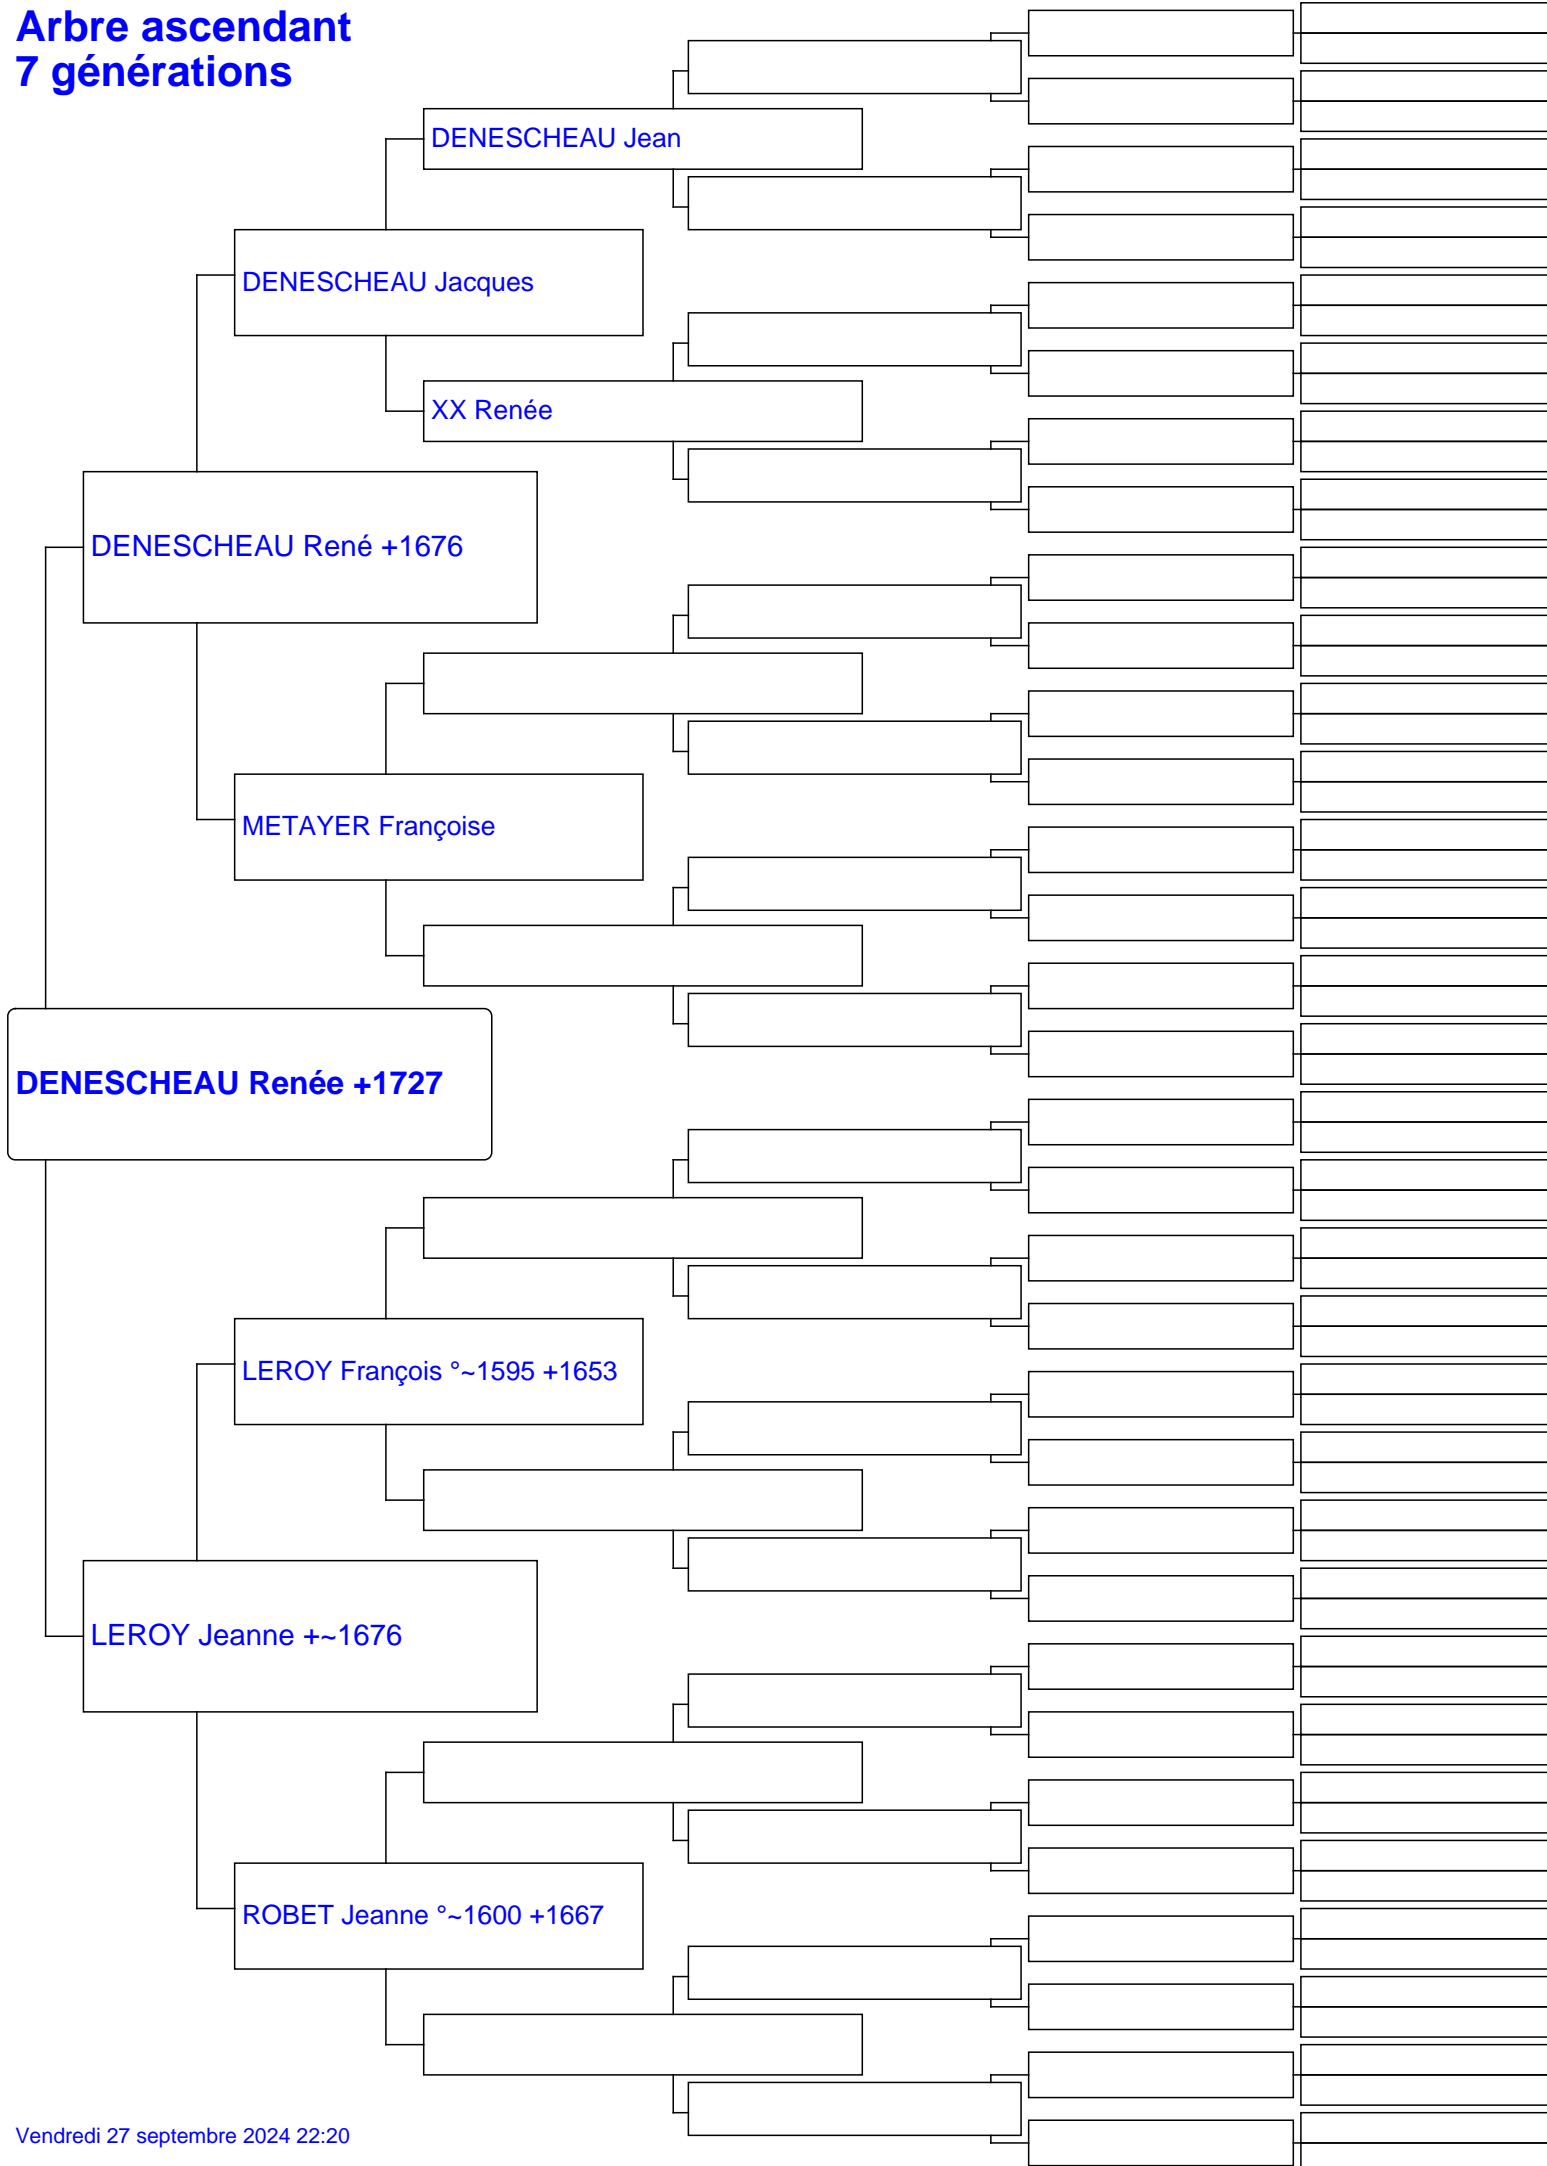 Arbre ascendant
7 générations
DENESCHEAU Jean
DENESCHEAU Jacques
XX Renée
DENESCHEAU René +1676
METAYER Françoise
DENESCHEAU Renée +1727
LEROY François °~1595 +1653
LEROY Jeanne +~1676
ROBET Jeanne °~1600 +1667
Vendredi 27 septembre 2024 22:20